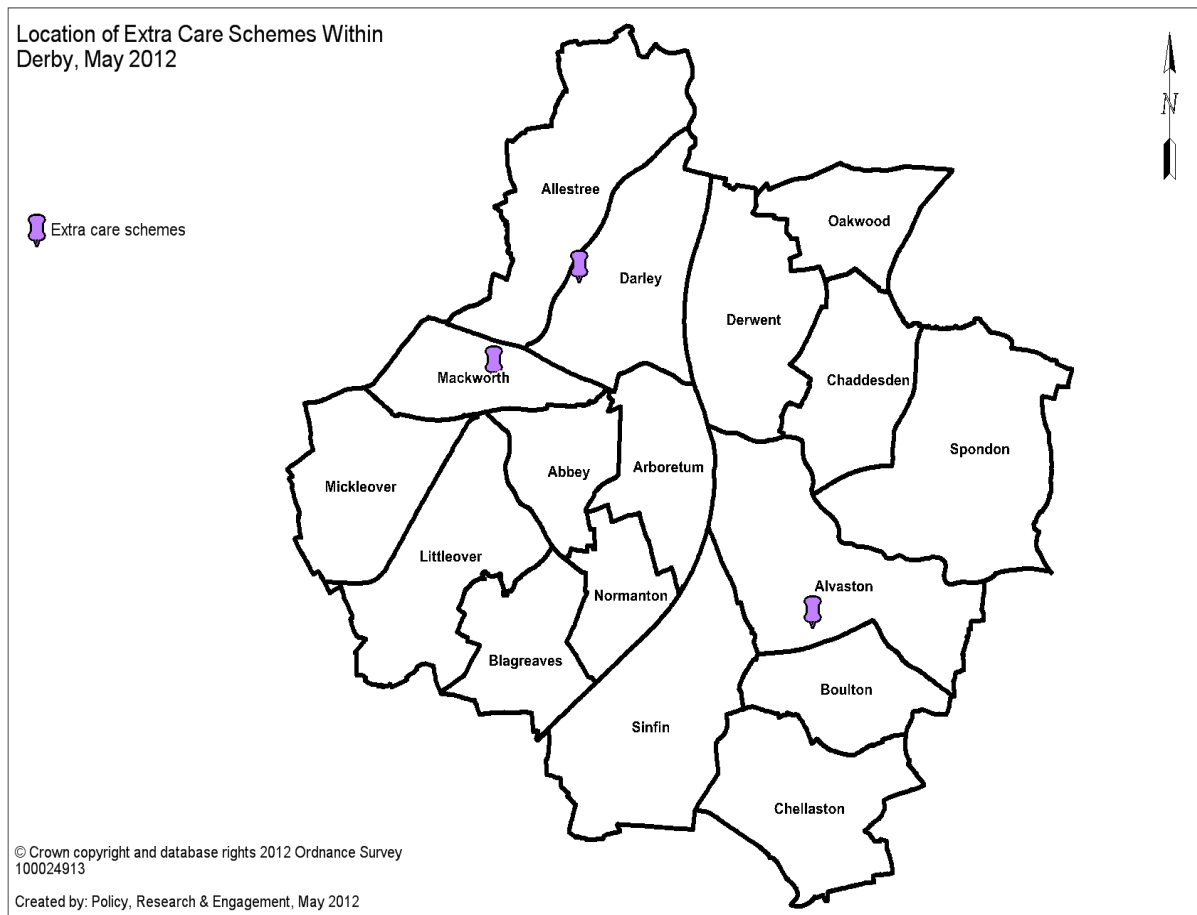 Location of Extra Care Schemes Within
Derby, May 2012
N
Extra care schemes
Allestree
Oakwood
Darley
Derwent
Mackworth
Chaddesden
Spondon
Abbey
Arboretum
Mickleover
Littleover
Alvaston
Normanton
Blagreaves
Boulton
Sinfin
Chellaston
© Crown copyright and database rights 2012 Ordnance Survey
100024913
Created by: Policy, Research & Engagement, May 2012